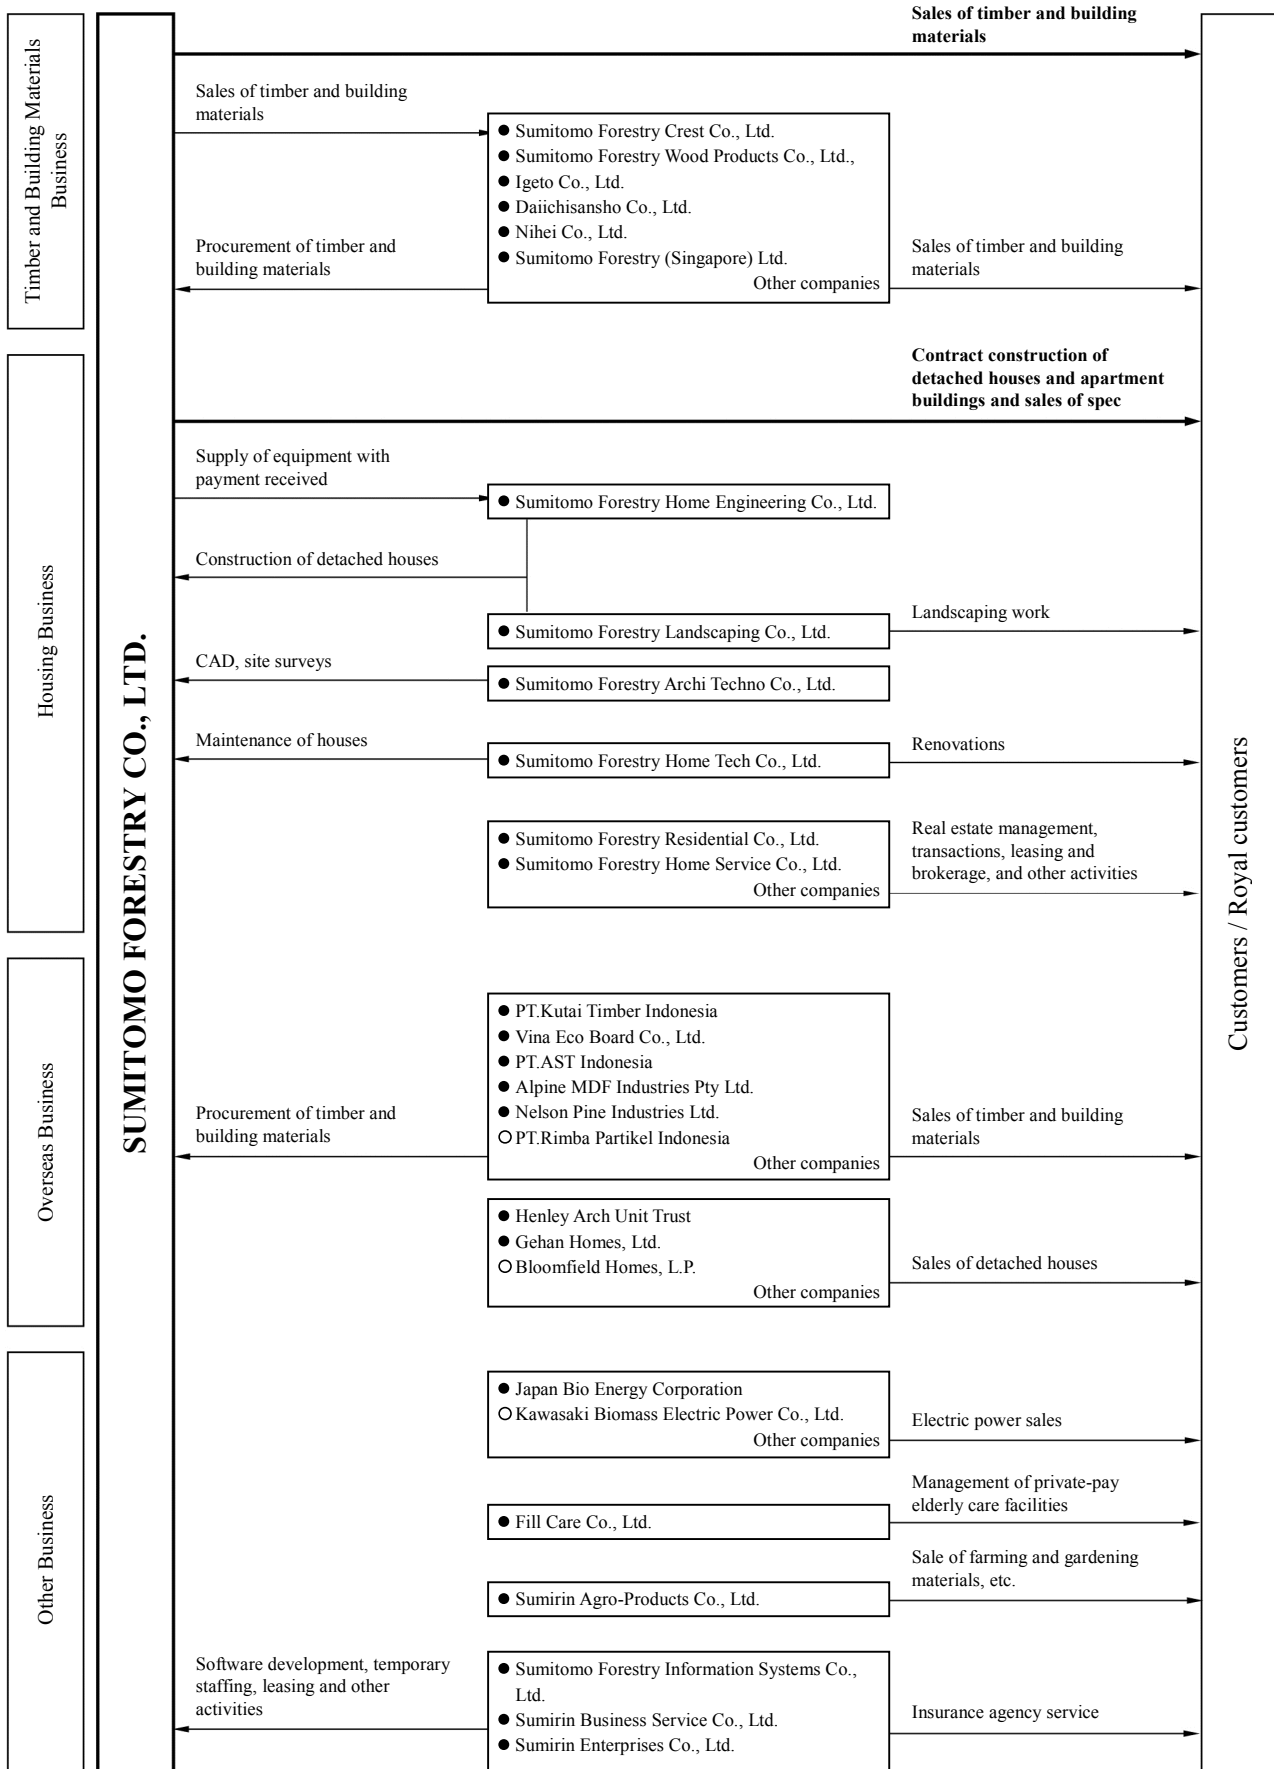 Timber and Building Materials
Business
SUMITOMO FORESTRY CO., LTD.
Customers / Royal customers
Sales of timber and building
materials
Sales of timber and building
materials
● Sumitomo Forestry Crest Co., Ltd.
● Sumitomo Forestry Wood Products Co., Ltd.,
● Igeto Co., Ltd.
● Daiichisansho Co., Ltd.
● Nihei Co., Ltd.
● Sumitomo Forestry (Singapore) Ltd.
Other companies
Procurement of timber and
building materials
Sales of timber and building
materials
Housing Business
Contract construction of
detached houses and apartment
buildings and sales of spec
Supply of equipment with
payment received
● Sumitomo Forestry Home Engineering Co., Ltd.
Construction of detached houses
● Sumitomo Forestry Landscaping Co., Ltd.
Landscaping work
CAD, site surveys
● Sumitomo Forestry Archi Techno Co., Ltd.
Maintenance of houses
● Sumitomo Forestry Home Tech Co., Ltd.
Renovations
● Sumitomo Forestry Residential Co., Ltd.
● Sumitomo Forestry Home Service Co., Ltd.
Other companies
Real estate management,
transactions, leasing and
brokerage, and other activities
Overseas Business
● PT.Kutai Timber Indonesia
● Vina Eco Board Co., Ltd.
● PT.AST Indonesia
● Alpine MDF Industries Pty Ltd.
● Nelson Pine Industries Ltd.
○ PT.Rimba Partikel Indonesia
Other companies
Procurement of timber and
building materials
Sales of timber and building
materials
● Henley Arch Unit Trust
● Gehan Homes, Ltd.
○ Bloomfield Homes, L.P.
Other companies
Sales of detached houses
Other Business
● Japan Bio Energy Corporation
○ Kawasaki Biomass Electric Power Co., Ltd.
Other companies
Electric power sales
● Fill Care Co., Ltd.
Management of private-pay
elderly care facilities
● Sumirin Agro-Products Co., Ltd.
Sale of farming and gardening
materials, etc.
Software development, temporary
staffing, leasing and other
activities
● Sumitomo Forestry Information Systems Co.,
Ltd.
● Sumirin Business Service Co., Ltd.
● Sumirin Enterprises Co., Ltd.
Insurance agency service